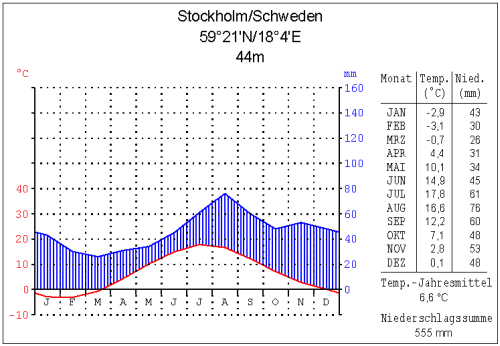 Stockholm/Schweden
59°21'N/18°4'E
44m
°C
mm
160
140
120
100
40 80
30 60
20 40
10 20
0 0
-10
J F M A M J J A S O N D
Monat Temp. Nied.
(°C) (mm)
JAN -2,9 43
FEB -3,1 30
MRZ -0,7 26
APR 4,4 31
MAI 10,1 34
JUN 14,9 45
JUL 17,8 61
AUG 16,6 76
SEP 12,2 60
OKT 7,1 48
NOV 2,8 53
DEZ 0,1 48
Temp.-Jahresmittel
6,6 °C
Niederschlagssumme
555 mm